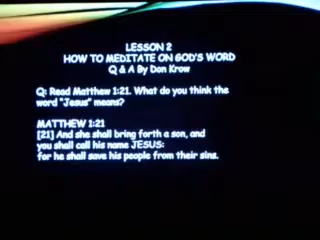 LESSON 2
HOW TO MEDITATE ON GOD'S WORD
Q & A By Don Krow
Q: Read Matthew 1:21. What do you think the
word "Jesus" means?
MATTHEW 1:21
[21] And she shall bring forth a son, and
you shall call his name JESUS:
for he shall save his people from their sins.